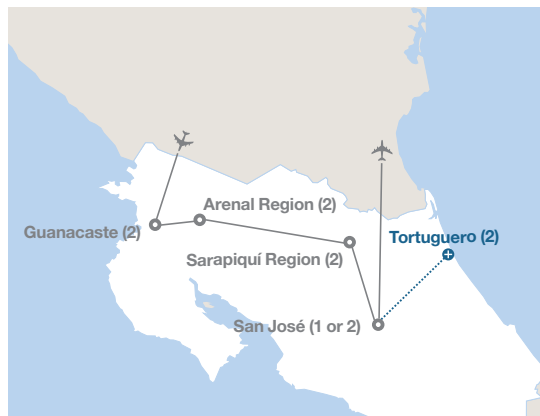 Arenal Region (2)
Guanacaste (2)
Tortuguero (2)
Sarapiquí Region (2)
San José (1 or 2)